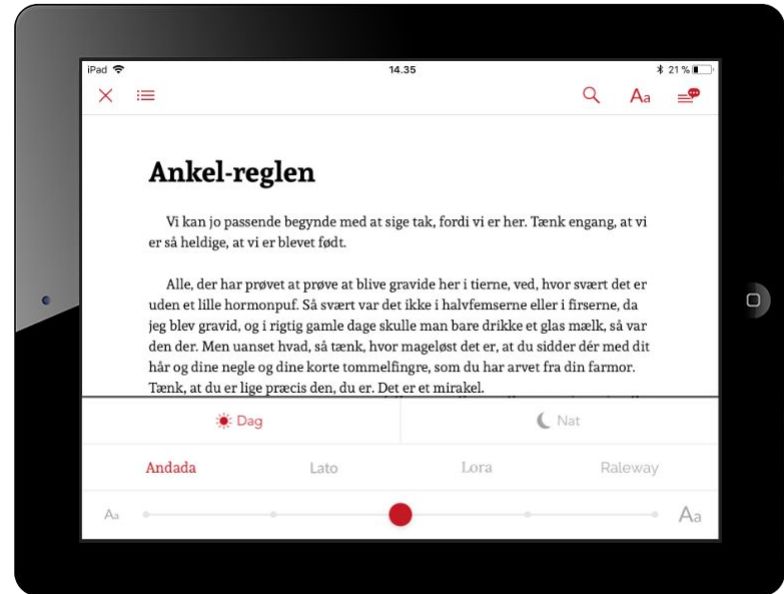 iPad 14.35 21 %
Aa
Ankel-reglen
Vi kan jo passende begynde med at sige tak, fordi vi er her. Tænk engang, at vi
er så heldige, at vi er blevet født.
Alle, der har prøvet at prøve at blive gravide her i tierne, ved, hvor svært det er
uden et lille hormonpuf. Så svært var det ikke i halvfemserne eller i firserne, da
jeg blev gravid, og i rigtig gamle dage skulle man bare drikke et glas mælk, så var
den der. Men uanset hvad, så tænk, hvor mageløst det er, at du sidder dér med dit
hår og dine negle og dine korte tommelfingre, som du har arvet fra din farmor.
Tænk, at du er lige præcis den, du er. Det er et mirakel.
Dag Nat
Andada Lato Lora Raleway
Aa Aa